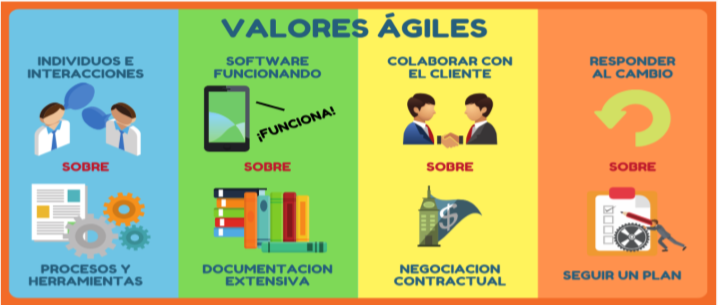 VALORES ÁGILES
INDIVIDUOS E
INTERACCIONES
SOBRE
PROCESOS Y
HERRAMIENTAS
SOFTWARE
FUNCIONANDO
¡FUNCIONA!
SOBRE
DOCUMENTACION
EXTENSIVA
COLABORAR CON
EL CLIENTE
SOBRE
$
NEGOCIACION
CONTRACTUAL
RESPONDER
AL CAMBIO
SOBRE
SEGUIR UN PLAN